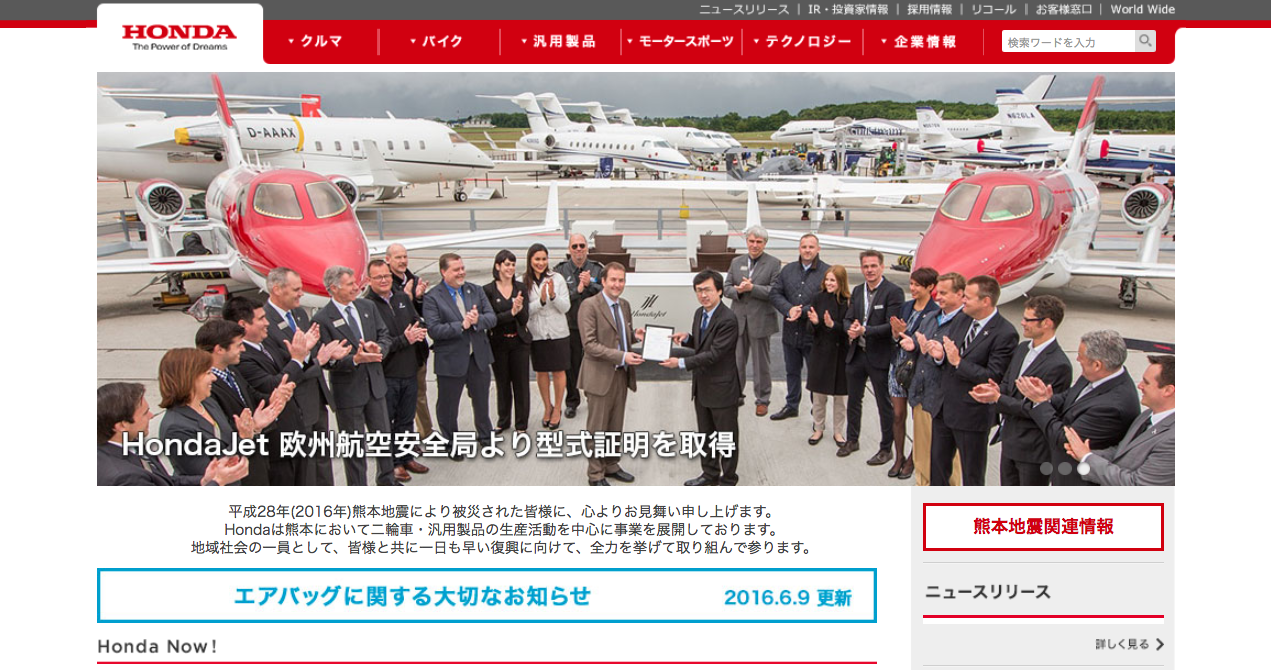 ニュースリリース | IR・投資家情報 | 採用情報 | リコール | お客様窓口 | World Wide
HONDA
The Power of Dreams
クルマ
バイク
汎用製品
モータースポーツ
テクノロジー
企業情報
検索ワードを入力
D-AAAX
N628LA
HondaJet
HondaJet 欧州航空安全局より型式証明を取得
平成28年(2016年)熊本地震により被災された皆様に、心よりお見舞い申し上げます。
Hondaは熊本において二輪車・汎用製品の生産活動を中心に事業を展開しております。
地域社会の一員として、皆様と共に一日も早い復興に向けて、全力を挙げて取り組んで参ります。
熊本地震関連情報
エアバッグに関する大切なお知らせ 2016.6.9 更新
ニュースリリース
詳しく見る
Honda Now!